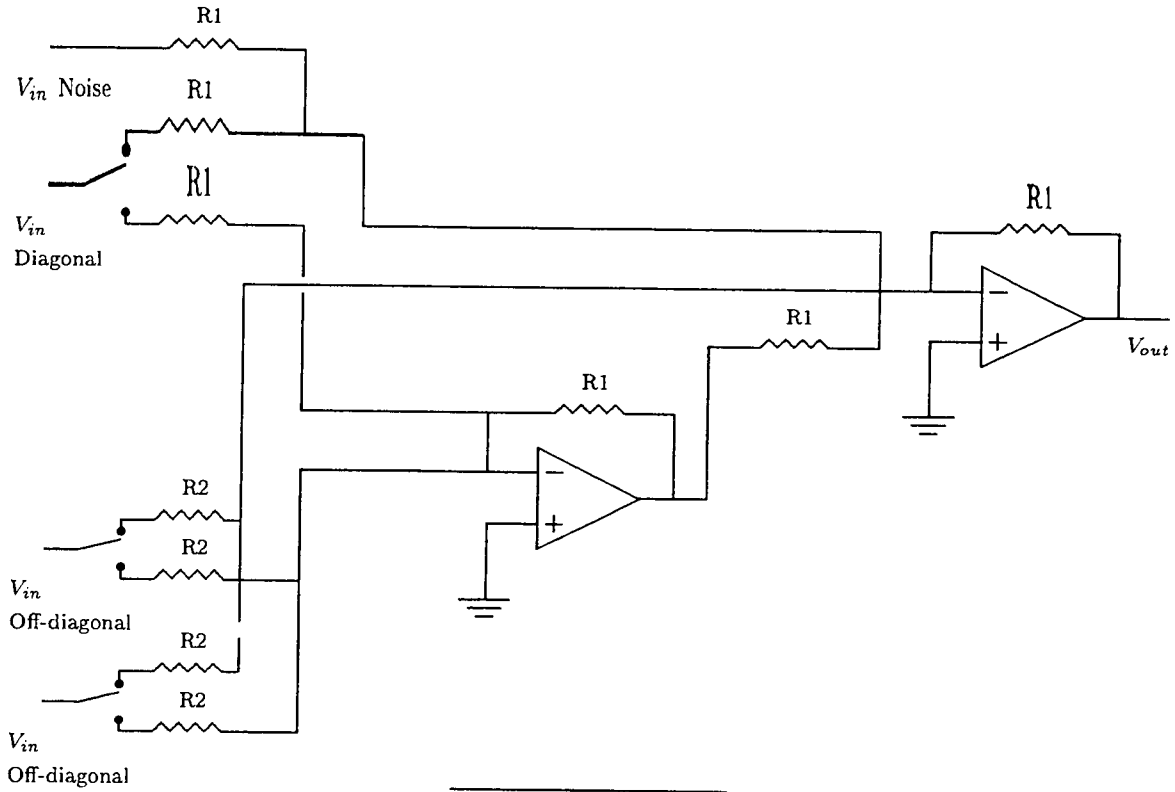 R1
V_in Noise
R1
R1
V_in
Diagonal
R1
−
+
V_out
R1
R1
−
+
R2
R2
V_in
Off-diagonal
R2
R2
V_in
Off-diagonal